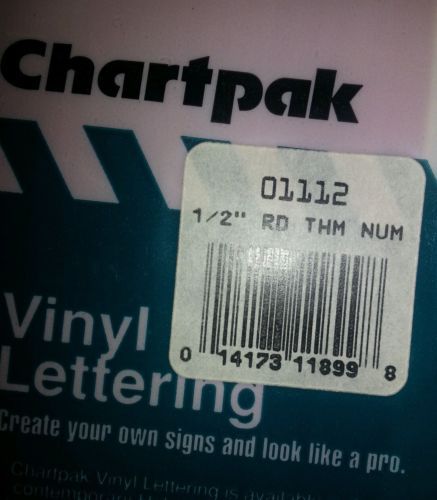 Chartpak
01112
1/2" RD THM NUM
0 14173 11899 8
Vinyl
Lettering
Create your own signs and look like a pro.
Chartpak Vinyl Lettering is
contemporary